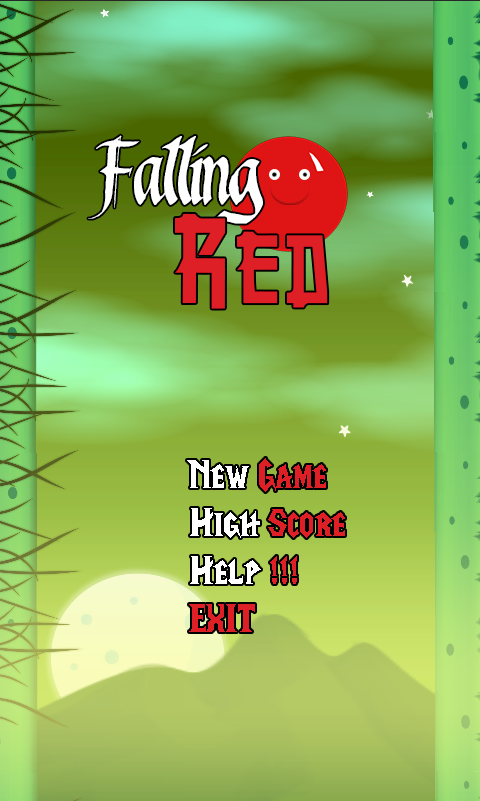 Falling
RED
New Game
High Score
Help !!!
EXIT